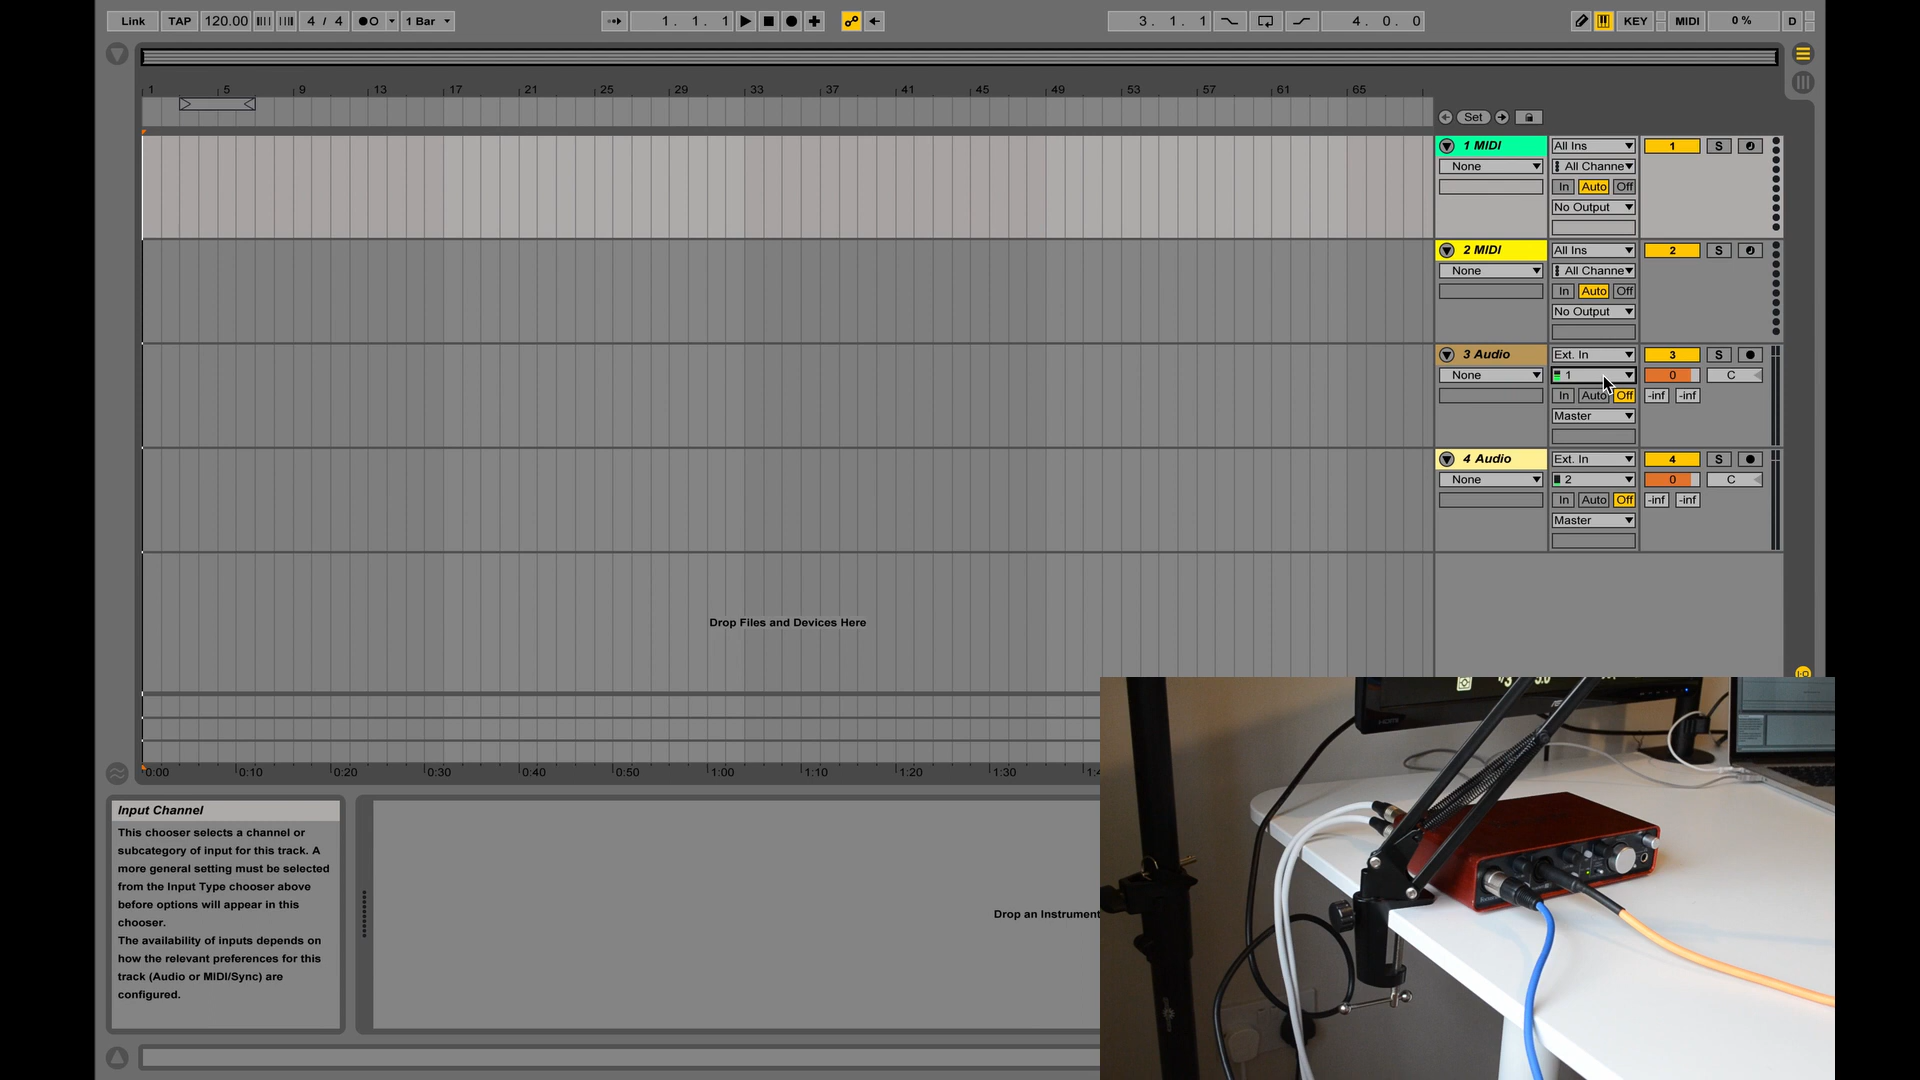 Link TAP 120.00 4 / 4 1 Bar 1. 1. 1 3. 1. 1 4. 0. 0 KEY MIDI 0 % D
1 5 9 13 17 21 25 29 33 37 41 45 49 53 57 61 65
Set
1 MIDI All Ins 1 S
None All Channe
In Auto Off
No Output
2 MIDI All Ins 2 S
None All Channe
In Auto Off
No Output
3 Audio Ext. In 3 S
None 1 0 C
In Auto Off -inf -inf
Master
4 Audio Ext. In 4 S
None 2 0 C
In Auto Off -inf -inf
Master
Drop Files and Devices Here
0:00 0:10 0:20 0:30 0:40 0:50 1:00 1:10 1:20 1:30 1:4
Input Channel
This chooser selects a channel or
subcategory of input for this track. A
more general setting must be selected
from the Input Type chooser above
before options will appear in this
chooser.
The availability of inputs depends on
how the relevant preferences for this
track (Audio or MIDI/Sync) are
configured.
Drop an Instrument